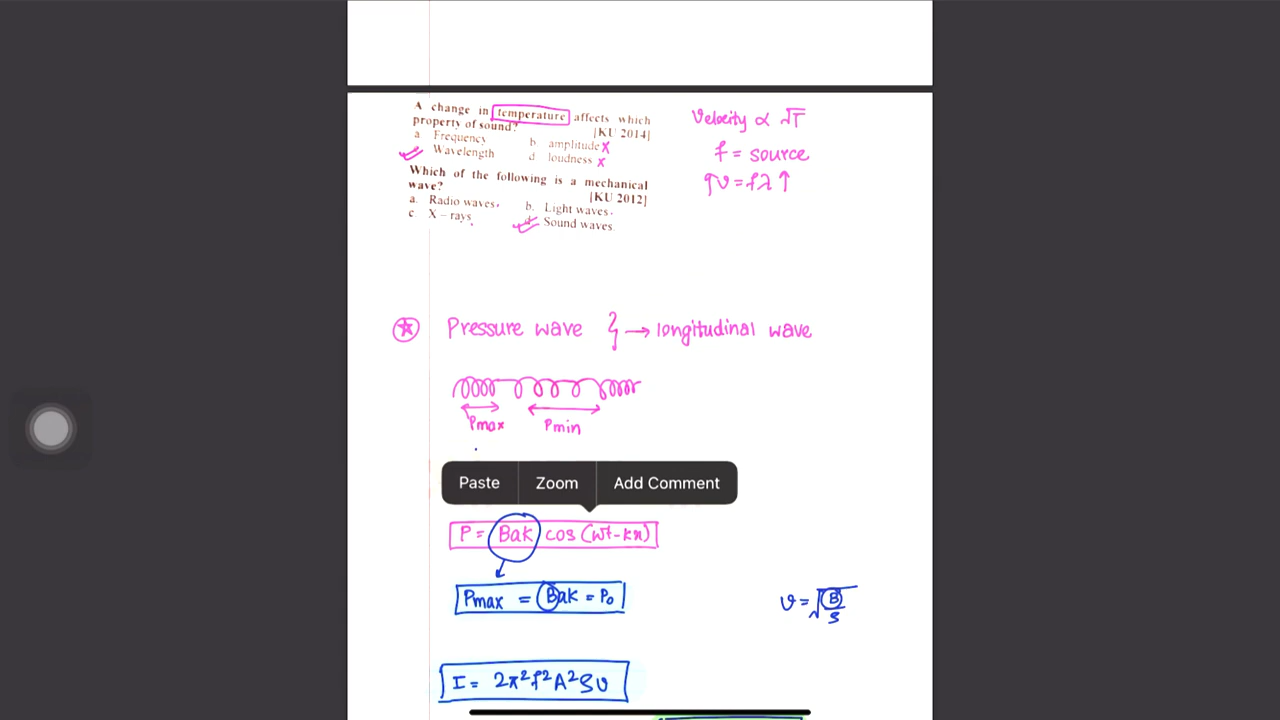 A change in temperature affects which
property of sound? [KU 2014]
a Frequency b amplitude x
Wavelength d loudness x
Which of the following is a mechanical
wave? [KU 2012]
a. Radio waves. b. Light waves.
c. X – rays
Sound waves.
Velocity ∝ √T
f = source
↑v = fλ↑
Pressure wave } → longitudinal wave
Pmax Pmin
Paste Zoom Add Comment
P = Bak cos (ωt-kx)
Pmax = Bak = P₀
v = √B/ρ
I = 2π²f²A²ρv